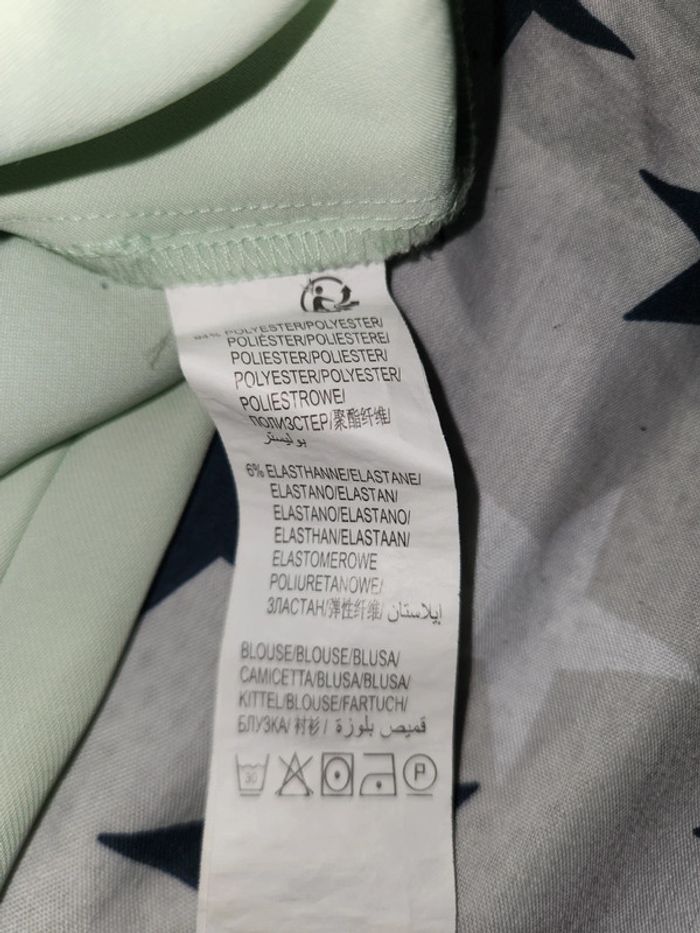 94% POLYESTER/POLYESTER/
POLIÉSTER/POLIESTERE/
POLIESTER/POLIESTER/
POLYESTER/POLYESTER/
POLIESTROWE/
ПОЛИЭСТЕР/聚酯纤维/
بوليستر
6% ELASTHANNE/ELASTANE/
ELASTANO/ELASTAN/
ELASTANO/ELASTANO/
ELASTHAN/ELASTAAN/
ELASTOMEROWE
POLIURETANOWE/
ЭЛАСТАН/弹性纤维/ إيلاستان
BLOUSE/BLOUSE/BLUSA/
CAMICETTA/BLUSA/BLUSA/
KITTEL/BLOUSE/FARTUCH/
БЛУЗКА/ 衬衫 / قميص بلوزة
30 P